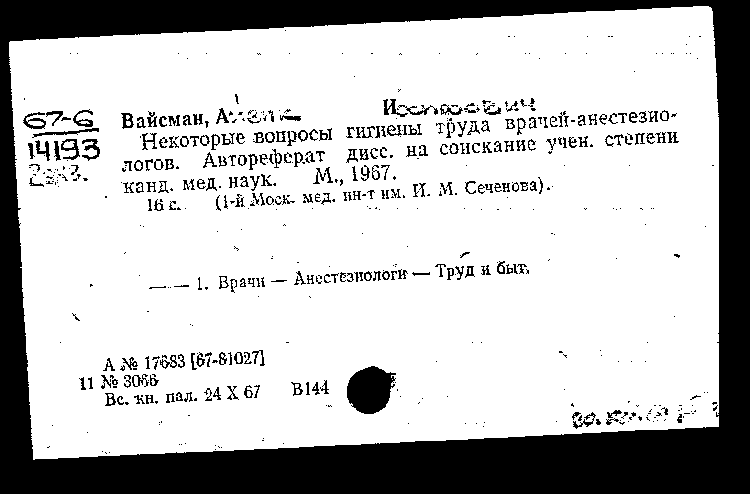 67-6
14193
2экз.
Вайсман, А
Некоторые вопросы гигиены труда врачей-анестезио-
логов. Автореферат дисс. на соискание учен. степени
канд. мед. наук. М., 1967.
16 с. (1-й Моск. мед. ин-т им. И. М. Сеченова).
—— 1. Врачи — Анестезиологи — Труд и быт.
А № 17683 [67-81027]
11 № 3066
Вс. кн. пал. 24 X 67 В144